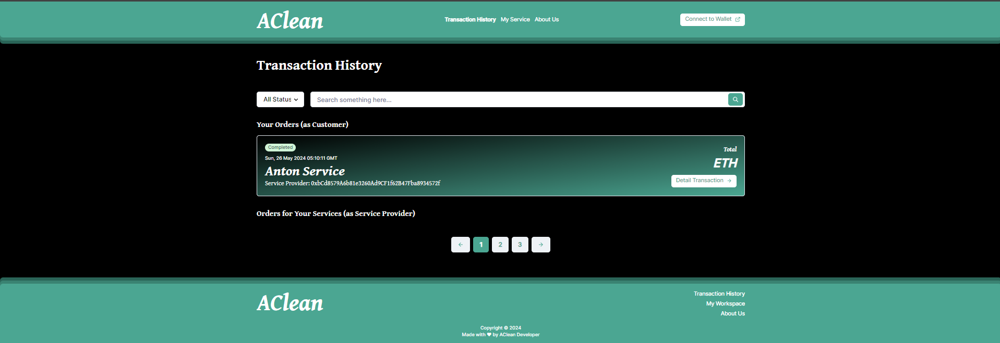 AClean
Transaction History My Service About Us
Connect to Wallet
Transaction History
All Status
Search something here...
Your Orders (as Customer)
Completed
Sun, 26 May 2024 05:10:11 GMT
Anton Service
Service Provider: 0xbCd8579A6b81e3260Ad9CF1f62B47Fba8934572f
Total
ETH
Detail Transaction
Orders for Your Services (as Service Provider)
1 2 3
AClean
Transaction History
My Workspace
About Us
Copyright © 2024
Made with ♥ by AClean Developer